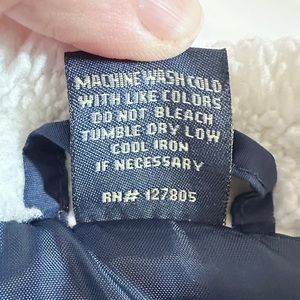 MACHINE WASH COLD
WITH LIKE COLORS
DO NOT BLEACH
TUMBLE DRY LOW
COOL IRON
IF NECESSARY
RN# 127805